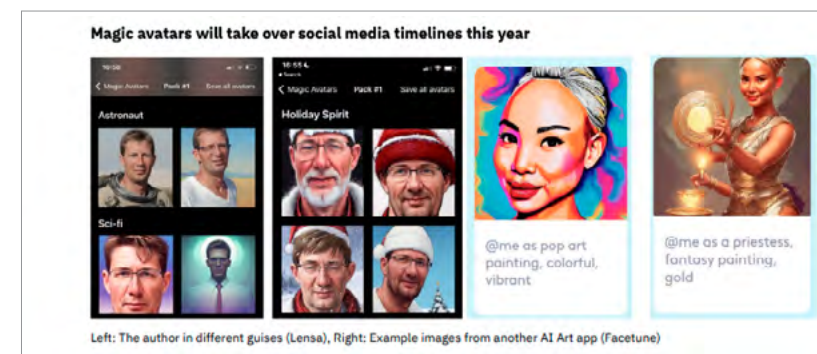 Magic avatars will take over social media timelines this year
16:55
Magic Avatars Pack #1 Save all avatars
Astronaut
Sci-fi
16:55
Search
Magic Avatars Pack #1 Save all avatars
Holiday Spirit
@me as pop art
painting, colorful,
vibrant
@me as a priestess,
fantasy painting,
gold
Left: The author in different guises (Lensa), Right: Example images from another AI Art app (Facetune)